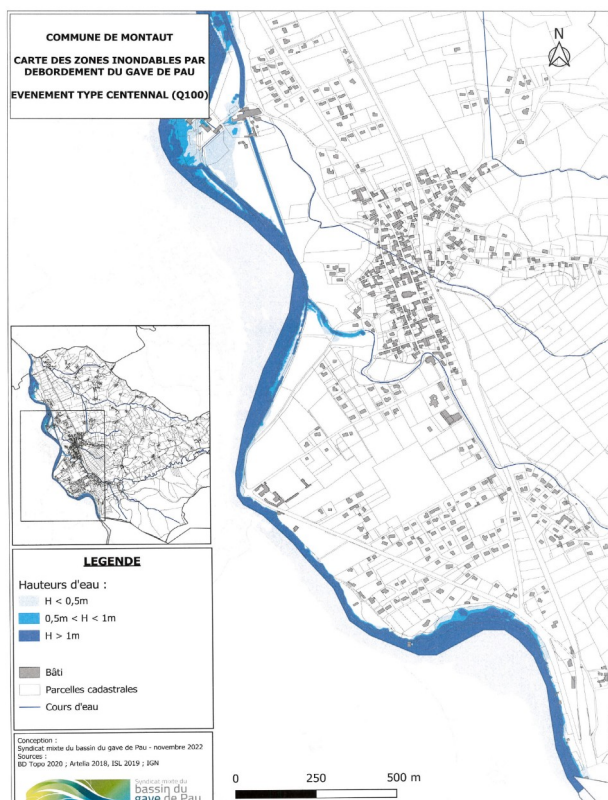 COMMUNE DE MONTAUT
CARTE DES ZONES INONDABLES PAR
DEBORDEMENT DU GAVE DE PAU
EVENEMENT TYPE CENTENNAL (Q100)
N
LEGENDE
Hauteurs d'eau :
H < 0,5m
0,5m < H < 1m
H > 1m
Bâti
Parcelles cadastrales
Cours d'eau
Conception :
Syndicat mixte du bassin du gave de Pau - novembre 2022
Sources :
BD Topo 2020 ; Artelia 2018, ISL 2019 ; IGN
Syndicat mixte du
bassin du
gave de Pau
0 250 500 m